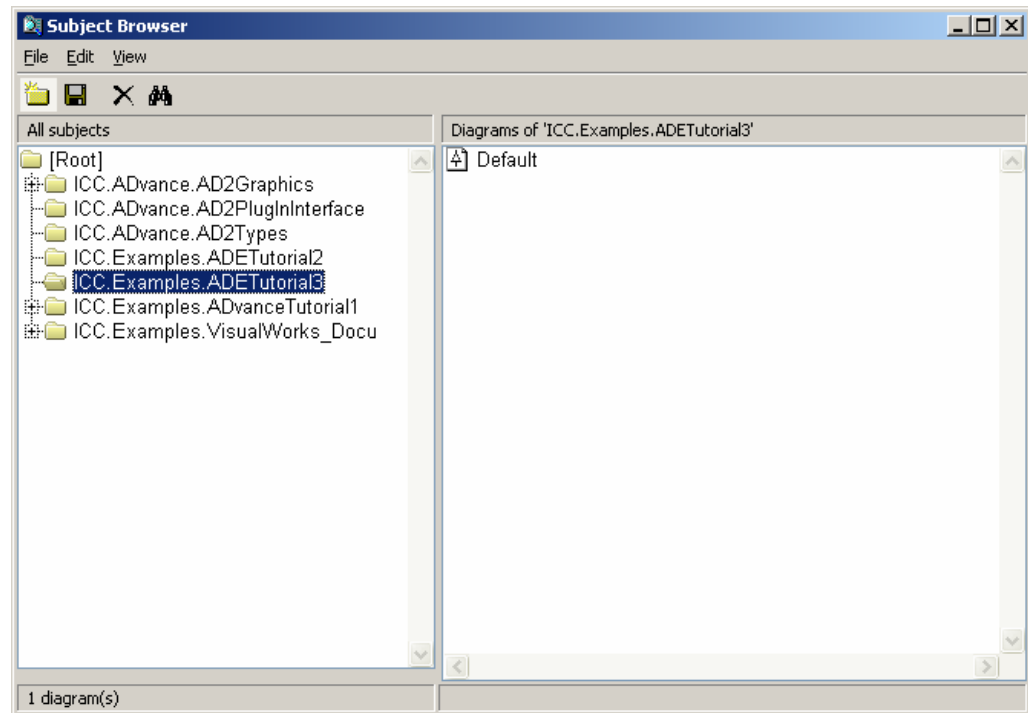 Subject Browser
File Edit View
All subjects
Diagrams of 'ICC.Examples.ADETutorial3'
[Root]
ICC.ADvance.AD2Graphics
ICC.ADvance.AD2PlugInInterface
ICC.ADvance.AD2Types
ICC.Examples.ADETutorial2
ICC.Examples.ADETutorial3
ICC.Examples.ADvanceTutorial1
ICC.Examples.VisualWorks_Docu
Default
1 diagram(s)